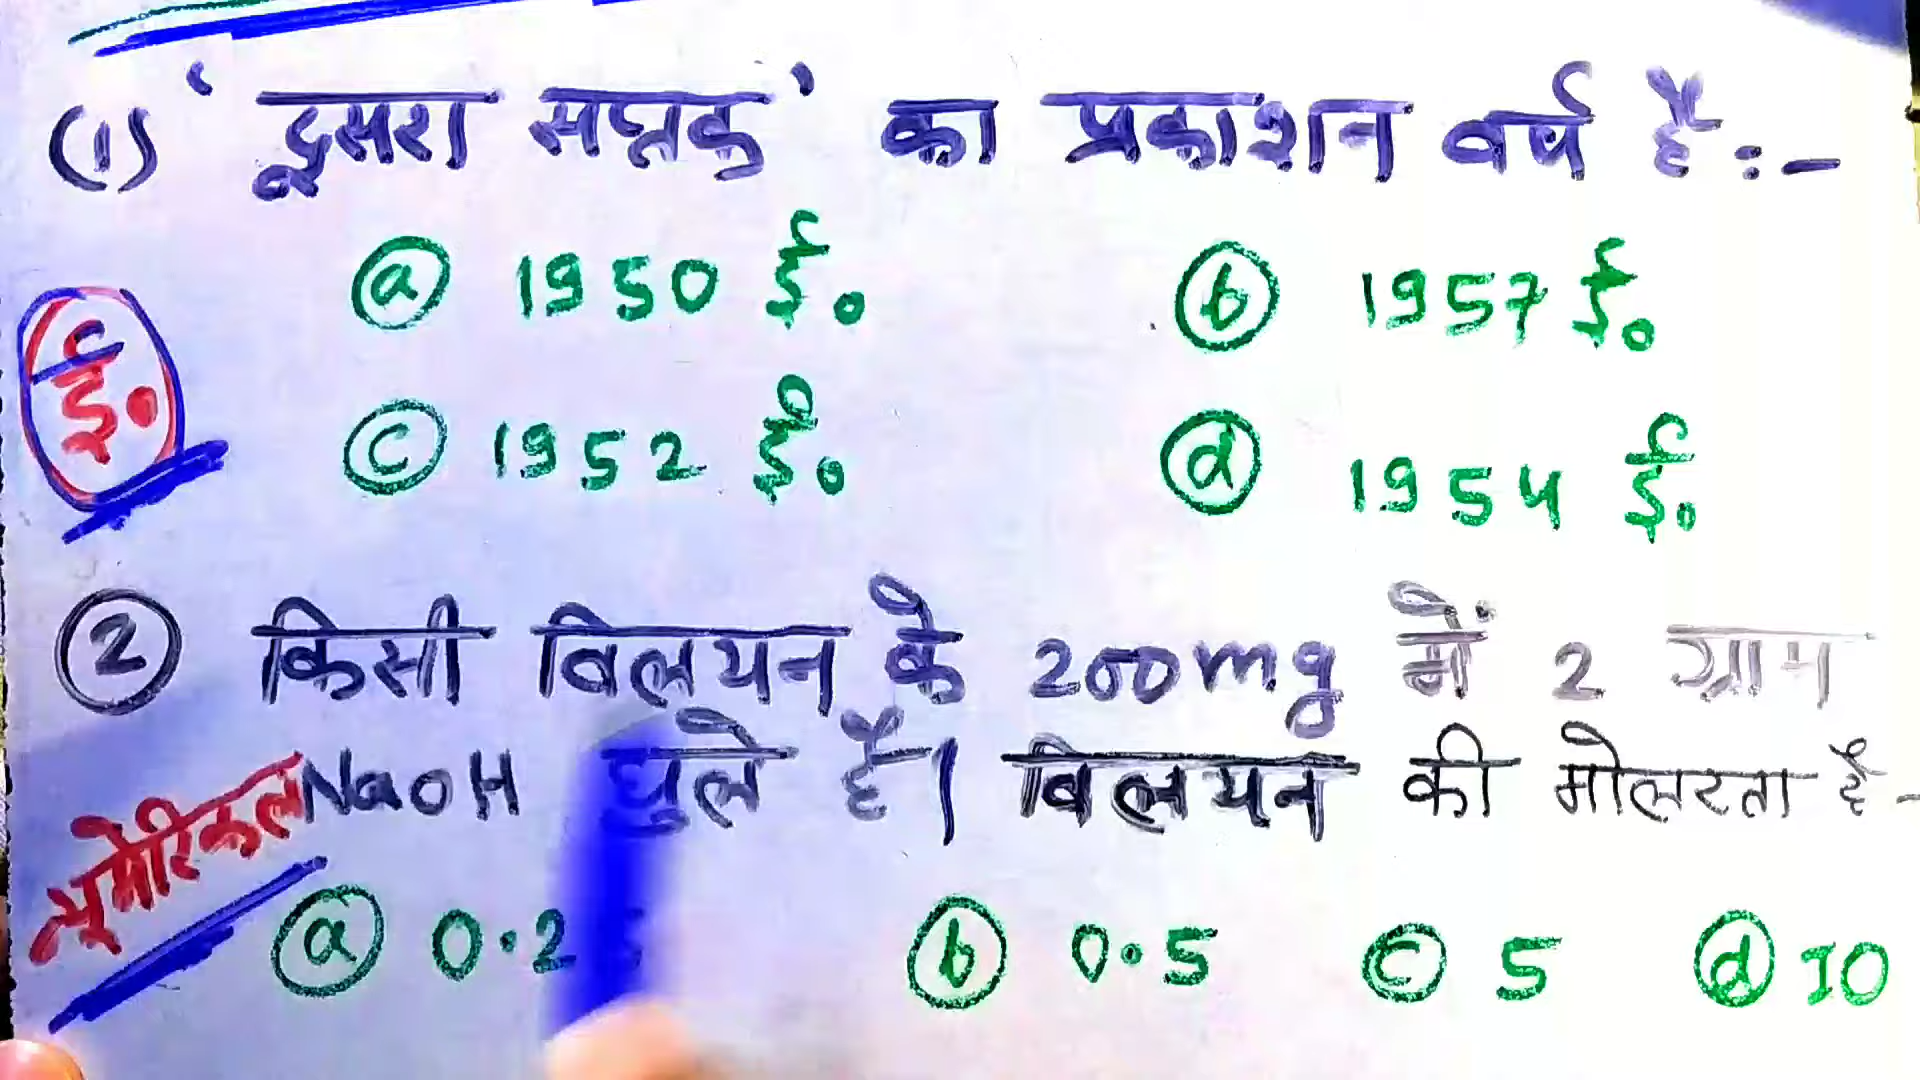 (1) 'दूसरा सप्तक' का प्रकाशन वर्ष है:-
(a) 1950 ई० (b) 1957 ई०
ई०
(c) 1952 ई० (d) 1954 ई०
(2) किसी विलयन के 200mg में 2 ग्राम
NaOH घुले हैं। विलयन की मोलरता है-
न्यूमेरिकल
(a) 0.25 (b) 0.5 (c) 5 (d) 10